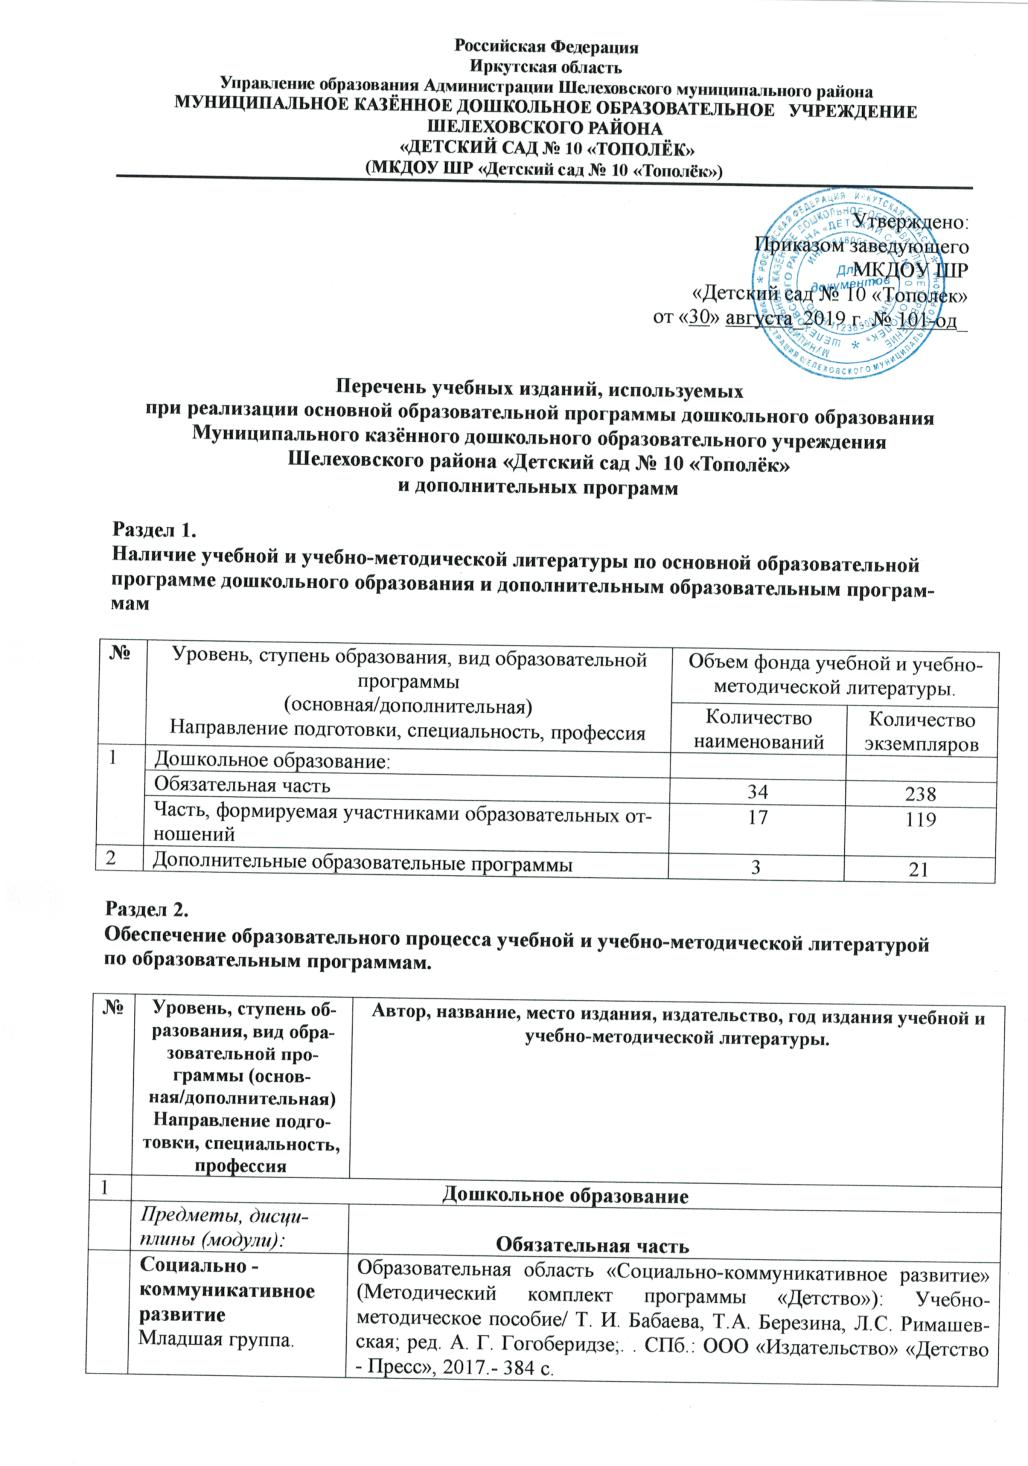 Российская Федерация
Иркутская область
Управление образования Администрации Шелеховского муниципального района
МУНИЦИПАЛЬНОЕ КАЗЁННОЕ ДОШКОЛЬНОЕ ОБРАЗОВАТЕЛЬНОЕ УЧРЕЖДЕНИЕ
ШЕЛЕХОВСКОГО РАЙОНА
«ДЕТСКИЙ САД № 10 «ТОПОЛЁК»
(МКДОУ ШР «Детский сад № 10 «Тополёк»)
Утверждено:
Приказом заведующего
МКДОУ ШР
«Детский сад № 10 «Тополек»
от «30» августа 2019 г. № 101-од_
Для
документов
Перечень учебных изданий, используемых
при реализации основной образовательной программы дошкольного образования
Муниципального казённого дошкольного образовательного учреждения
Шелеховского района «Детский сад № 10 «Тополёк»
и дополнительных программ
Раздел 1.
Наличие учебной и учебно-методической литературы по основной образовательной
программе дошкольного образования и дополнительным образовательным програм-
мам
№
Уровень, ступень образования, вид образовательной
программы
(основная/дополнительная)
Направление подготовки, специальность, профессия
Объем фонда учебной и учебно-
методической литературы.
Количество
наименований
Количество
экземпляров
1
Дошкольное образование:
Обязательная часть
34
238
Часть, формируемая участниками образовательных от-
ношений
17
119
2
Дополнительные образовательные программы
3
21
Раздел 2.
Обеспечение образовательного процесса учебной и учебно-методической литературой
по образовательным программам.
№
Уровень, ступень об-
разования, вид обра-
зовательной про-
граммы (основ-
ная/дополнительная)
Направление подго-
товки, специальность,
профессия
Автор, название, место издания, издательство, год издания учебной и
учебно-методической литературы.
1
Дошкольное образование
Предметы, дисци-
плины (модули):
Обязательная часть
Социально -
коммуникативное
развитие
Младшая группа.
Образовательная область «Социально-коммуникативное развитие»
(Методический комплект программы «Детство»): Учебно-
методическое пособие/ Т. И. Бабаева, Т.А. Березина, Л.С. Римашев-
ская; ред. А. Г. Гогоберидзе;. . СПб.: ООО «Издательство» «Детство
- Пресс», 2017.- 384 с.